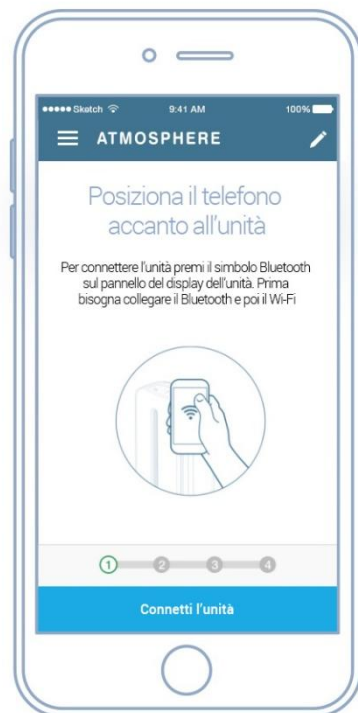 Sketch 9:41 AM 100%
ATMOSPHERE
Posiziona il telefono
accanto all'unità
Per connettere l'unità premi il simbolo Bluetooth
sul pannello del display dell'unità. Prima
bisogna collegare il Bluetooth e poi il Wi-Fi
1 2 3 4
Connetti l'unità